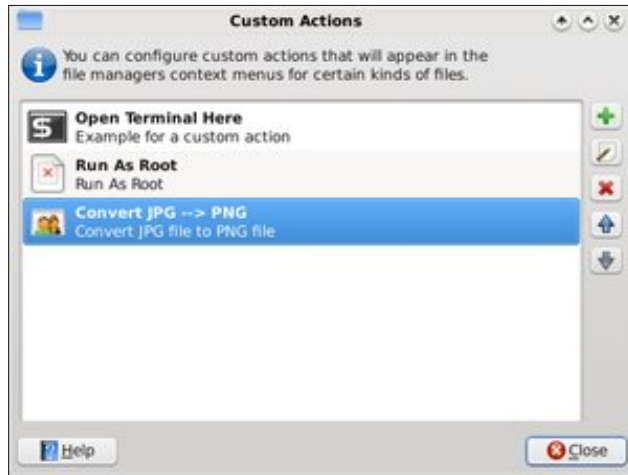 Custom Actions
You can configure custom actions that will appear in the
file managers context menus for certain kinds of files.
Open Terminal Here
Example for a custom action
Run As Root
Run As Root
Convert JPG --> PNG
Convert JPG file to PNG file
Help
Close